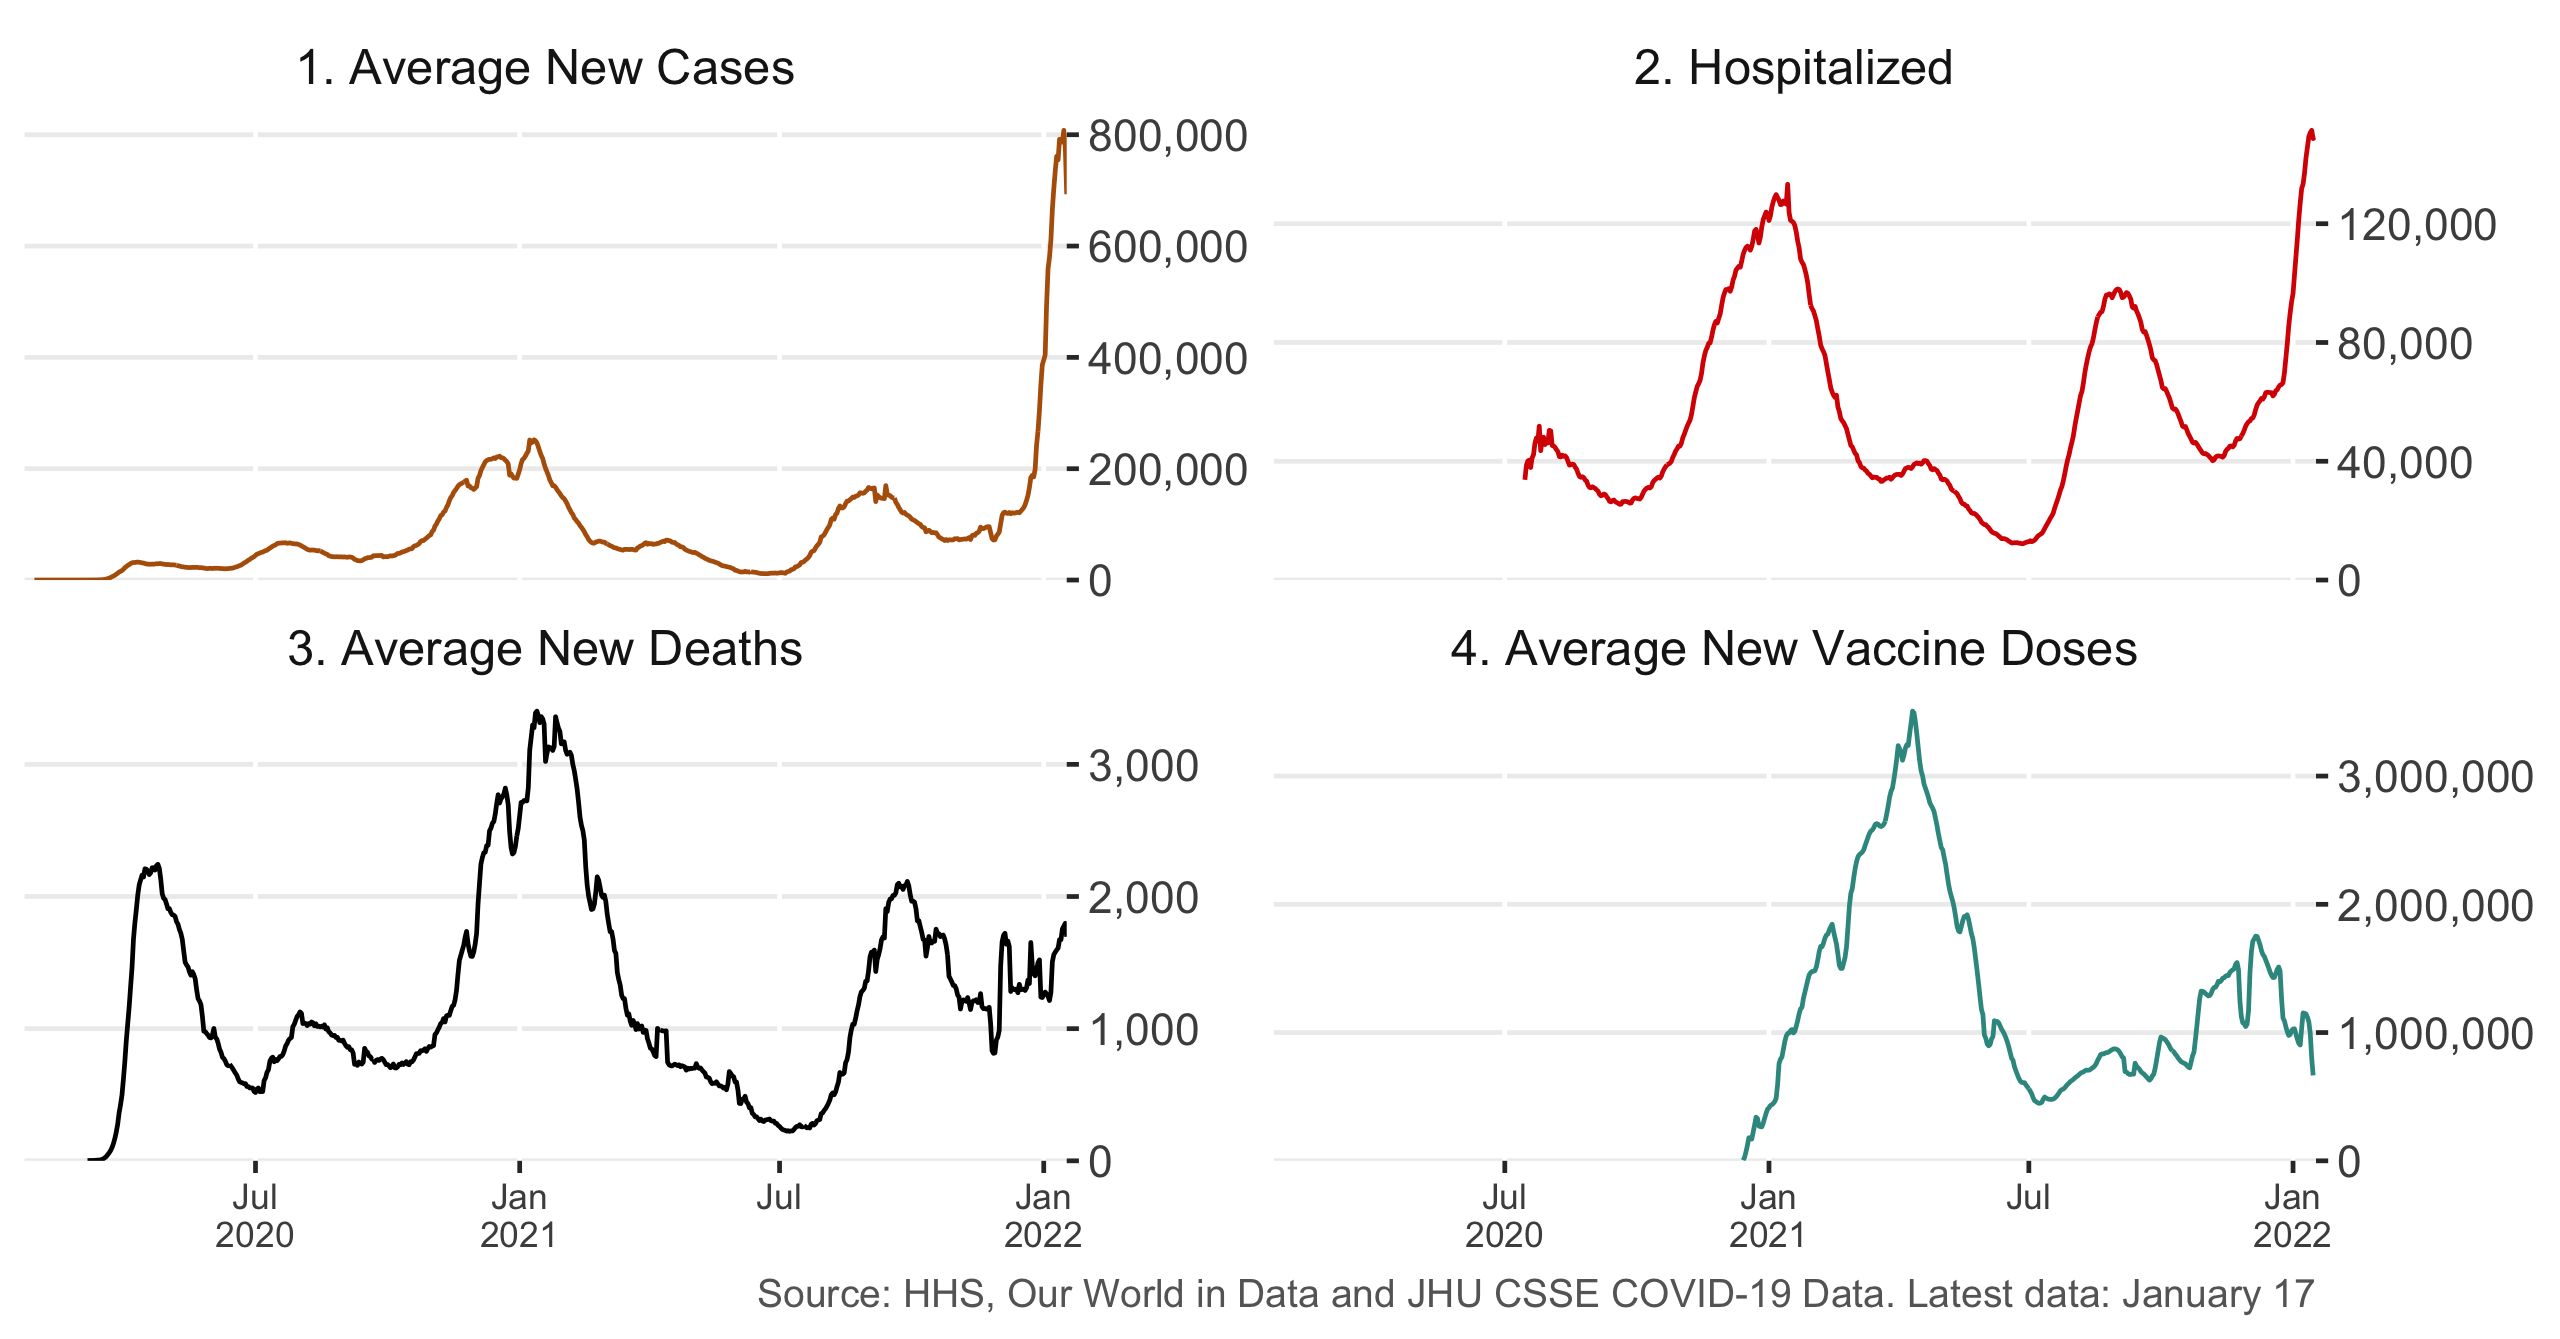 1. Average New Cases
800,000
600,000
400,000
200,000
0
2. Hospitalized
120,000
80,000
40,000
0
3. Average New Deaths
3,000
2,000
1,000
0
Jul
2020
Jan
2021
Jul
Jan
2022
4. Average New Vaccine Doses
3,000,000
2,000,000
1,000,000
0
Jul
2020
Jan
2021
Jul
Jan
2022
Source: HHS, Our World in Data and JHU CSSE COVID-19 Data. Latest data: January 17